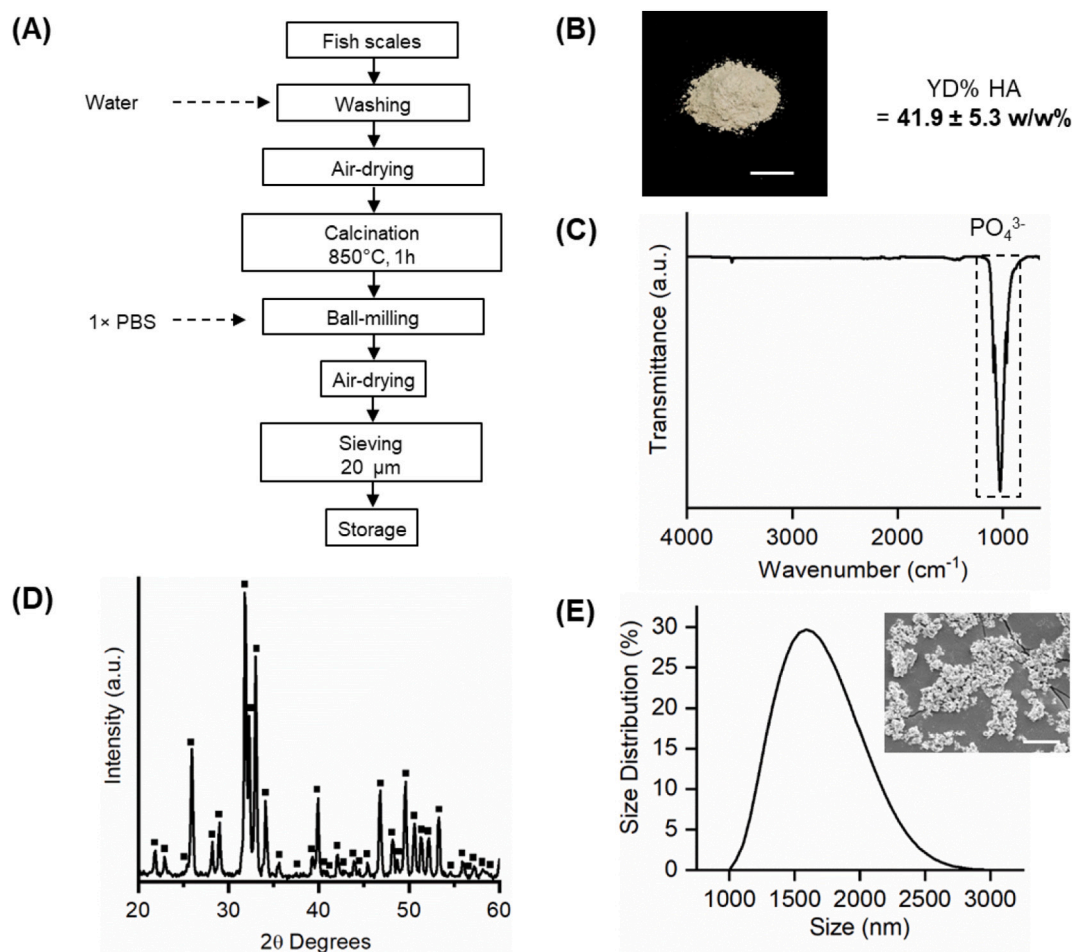 (A)
Fish scales
Water
Washing
Air-drying
Calcination
850°C, 1h
1× PBS
Ball-milling
Air-drying
Sieving
20 µm
Storage
(B)
YD% HA
= 41.9 ± 5.3 w/w%
(C)
PO₄³⁻
Transmittance (a.u.)
4000 3000 2000 1000
Wavenumber (cm⁻¹)
(D)
Intensity (a.u.)
20 30 40 50 60
2θ Degrees
(E)
Size Distribution (%)
30
25
20
15
10
5
0
1000 1500 2000 2500 3000
Size (nm)